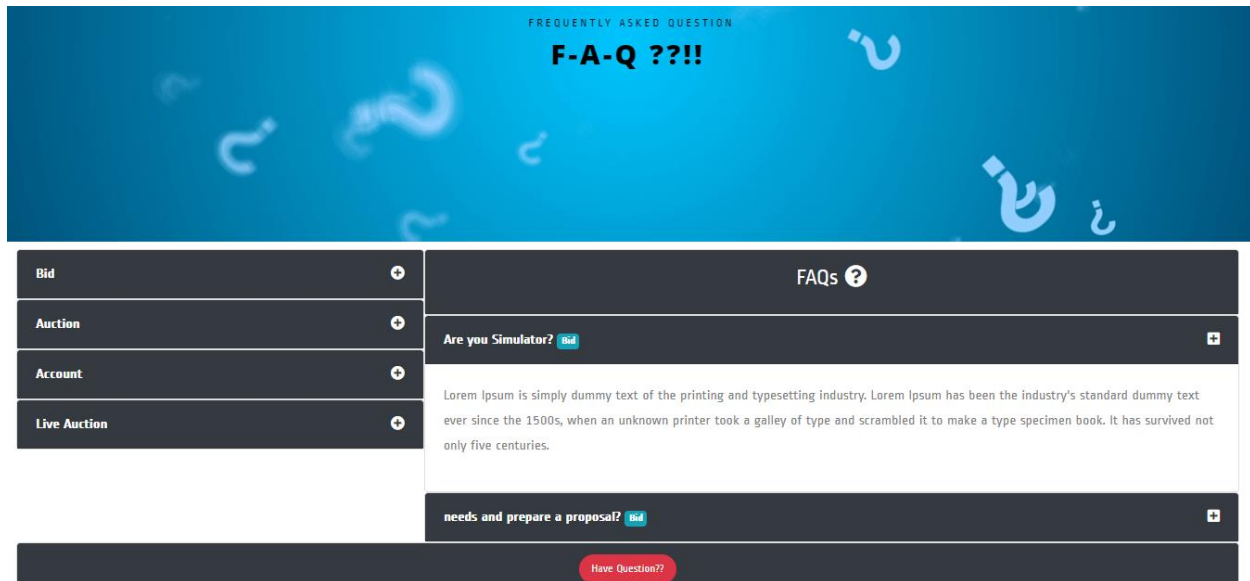 FREQUENTLY ASKED QUESTION
F-A-Q ??!!
Bid
Auction
Account
Live Auction
FAQs ?
Are you Simulator? Bid
Lorem Ipsum is simply dummy text of the printing and typesetting industry. Lorem Ipsum has been the industry's standard dummy text
ever since the 1500s, when an unknown printer took a galley of type and scrambled it to make a type specimen book. It has survived not
only five centuries.
needs and prepare a proposal? Bid
Have Question??